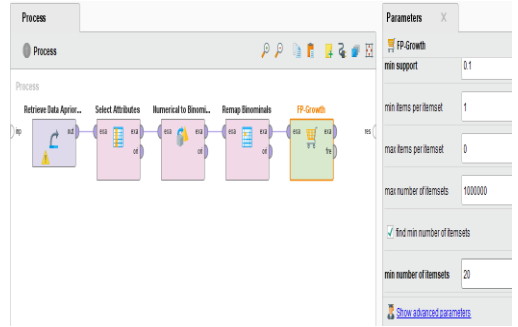 Process
Process
Process
inp
Retrieve Data Aprior...
out
Select Attributes
exa
exa
ori
Numerical to Binomi...
exa
exa
ori
Remap Binominals
exa
exa
ori
FP-Growth
exa
exa
fre
res
Parameters
FP-Growth
min support
0.1
min items per itemset
1
max items per itemset
0
max number of itemsets
1000000
find min number of itemsets
min number of itemsets
20
Show advanced parameters